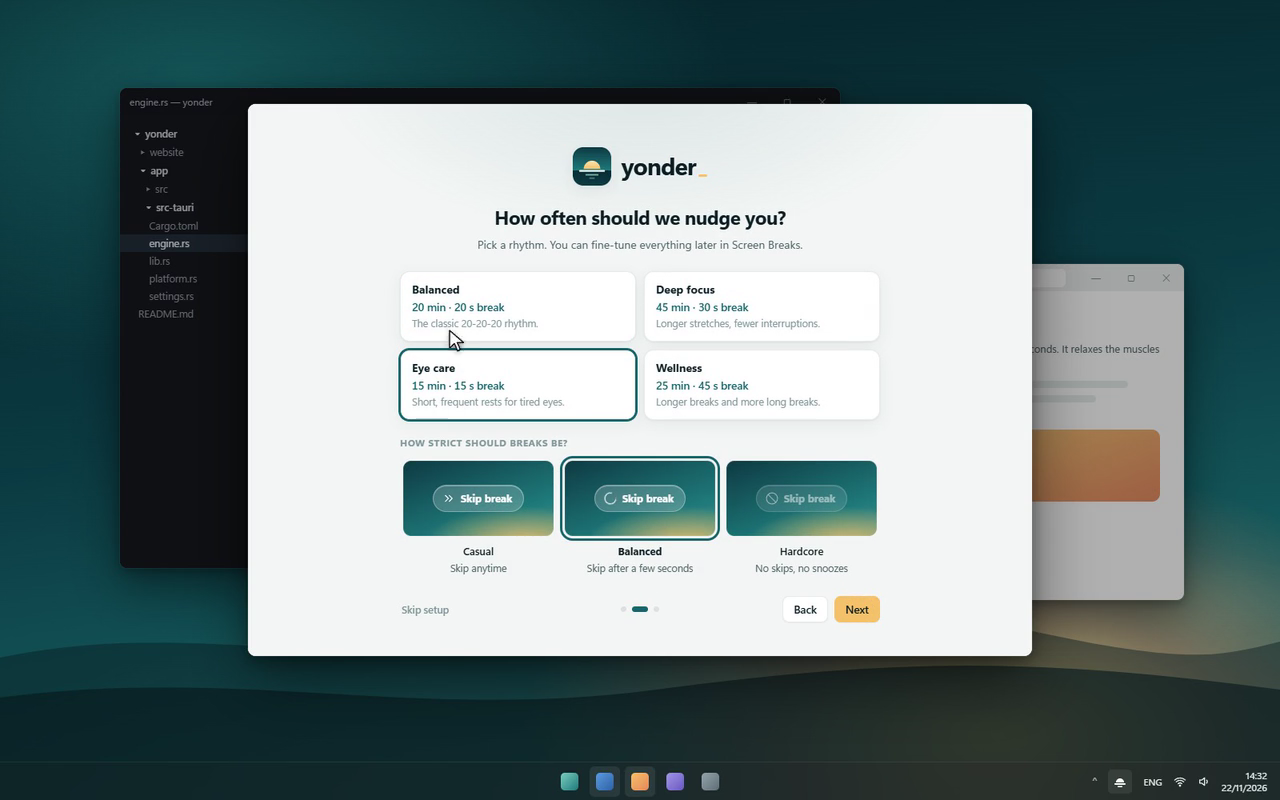 engine.rs — yonder
yonder
website
app
src
src-tauri
Cargo.toml
engine.rs
lib.rs
platform.rs
settings.rs
README.md
yonder_
How often should we nudge you?
Pick a rhythm. You can fine-tune everything later in Screen Breaks.
Balanced
20 min · 20 s break
The classic 20-20-20 rhythm.
Deep focus
45 min · 30 s break
Longer stretches, fewer interruptions.
Eye care
15 min · 15 s break
Short, frequent rests for tired eyes.
Wellness
25 min · 45 s break
Longer breaks and more long breaks.
HOW STRICT SHOULD BREAKS BE?
Skip break
Casual
Skip anytime
Skip break
Balanced
Skip after a few seconds
Skip break
Hardcore
No skips, no snoozes
Skip setup
Back
Next
conds. It relaxes the muscles
ENG
14:32
22/11/2026